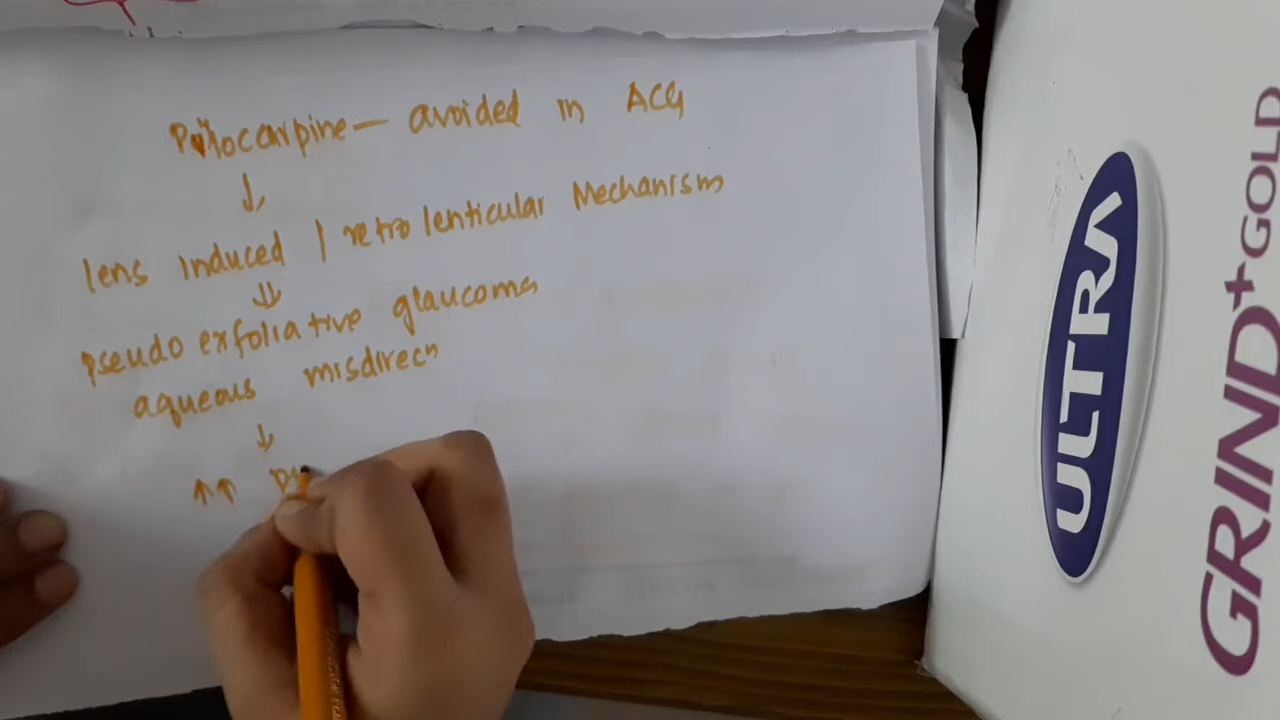 Pilocarpine — avoided in ACG
↓
lens induced / retro lenticular Mechanism
⇓
pseudo exfoliative glaucoma
aqueous misdirecⁿ
↓
↑↑
ULTRA
GRIND+GOLD